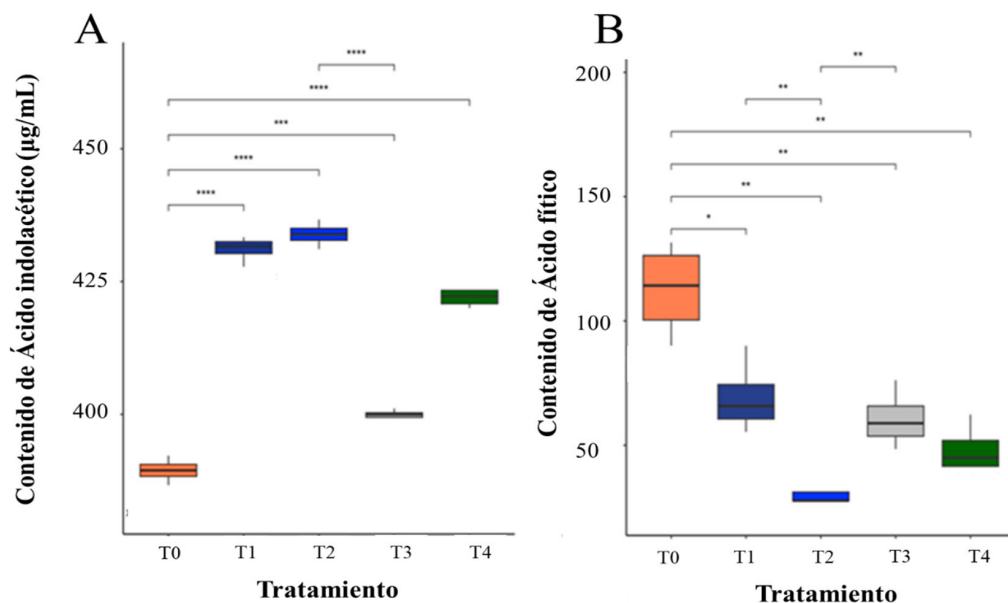 A
Contenido de Ácido indolacético (µg/mL)
450
425
400
****
****
***
****
****
T0 T1 T2 T3 T4
Tratamiento
B
Contenido de Ácido fítico
200
150
100
50
**
**
**
**
**
*
T0 T1 T2 T3 T4
Tratamiento